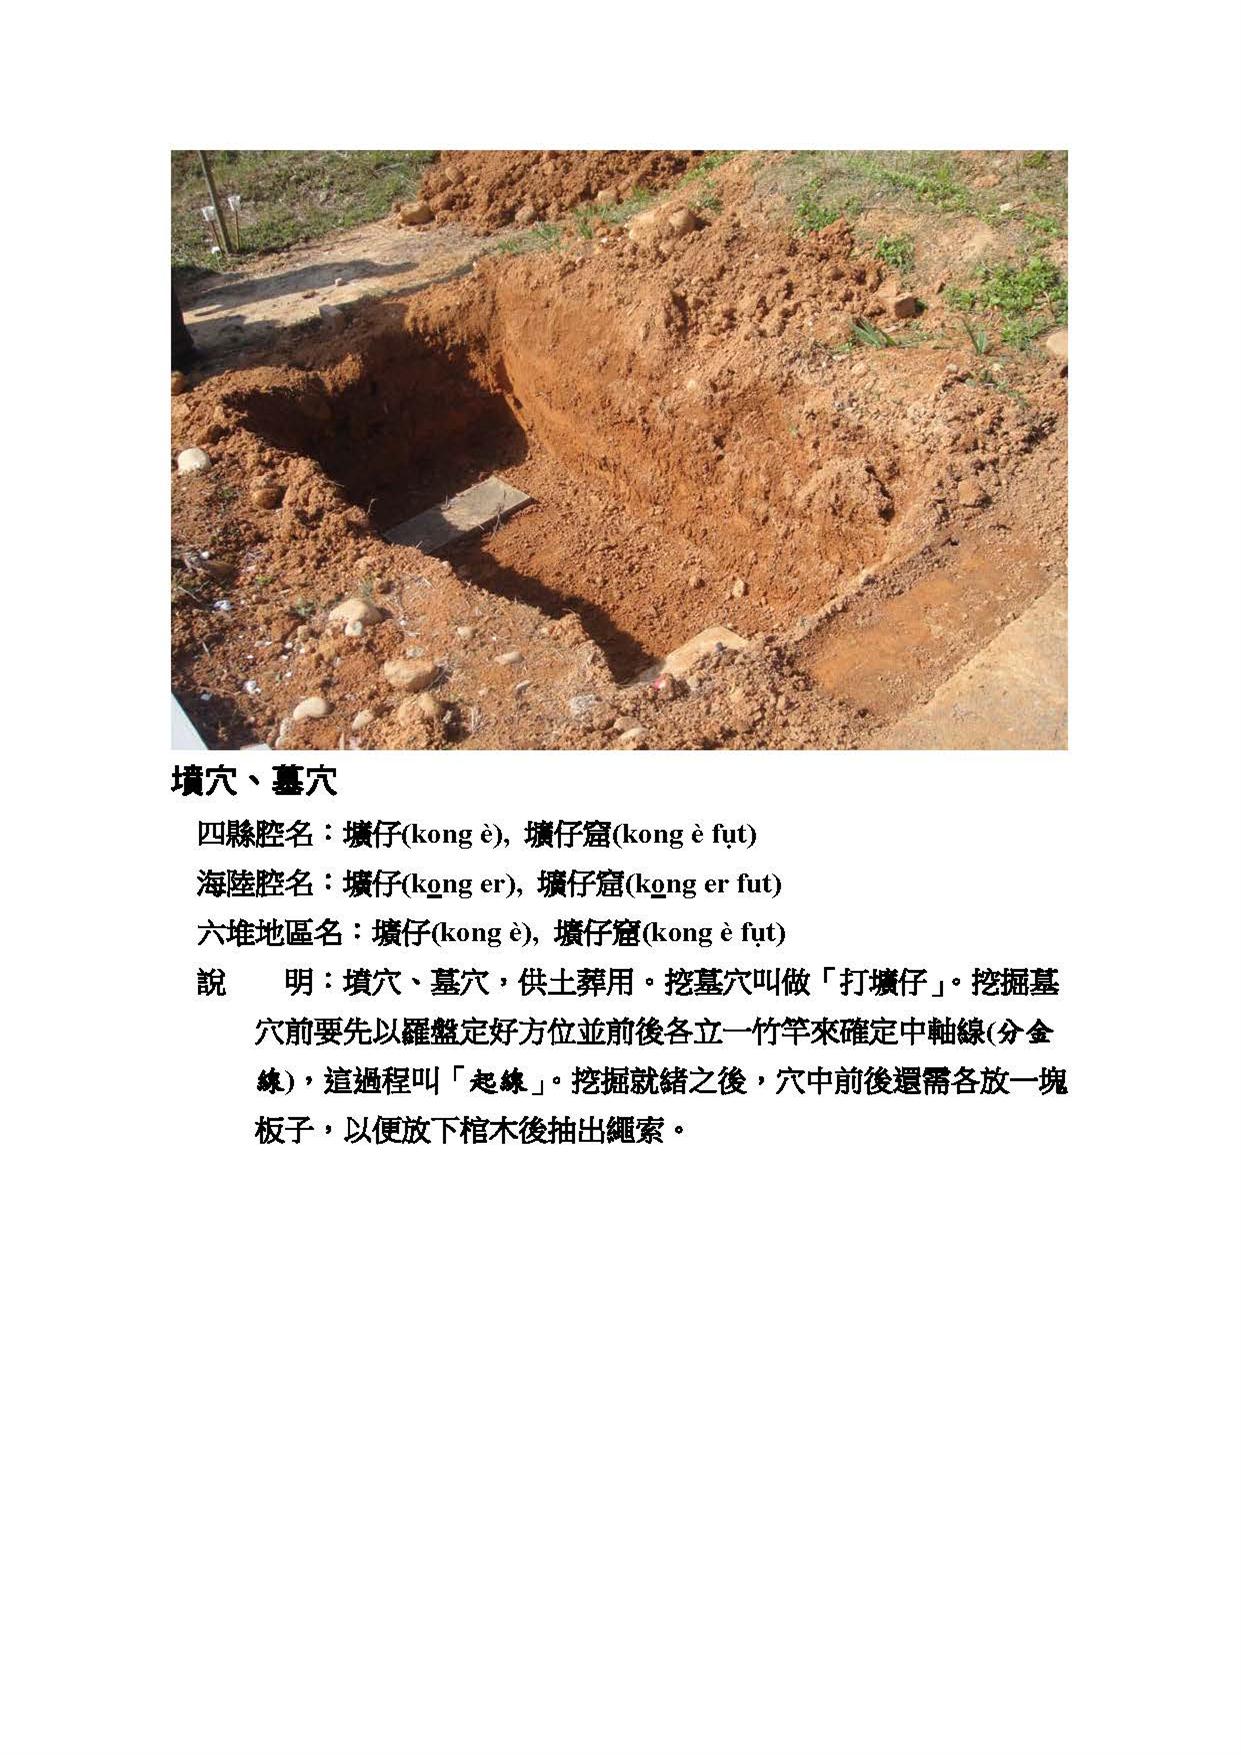 墳穴、墓穴
四縣腔名：壙仔(kong è), 壙仔窟(kong è fụt)
海陸腔名：壙仔(ko̲ng er), 壙仔窟(ko̲ng er fut)
六堆地區名：壙仔(kong è), 壙仔窟(kong è fụt)
說　　明：墳穴、墓穴，供土葬用。挖墓穴叫做「打壙仔」。挖掘墓
穴前要先以羅盤定好方位並前後各立一竹竿來確定中軸線(分金
線)，這過程叫「起線」。挖掘就緒之後，穴中前後還需各放一塊
板子，以便放下棺木後抽出繩索。